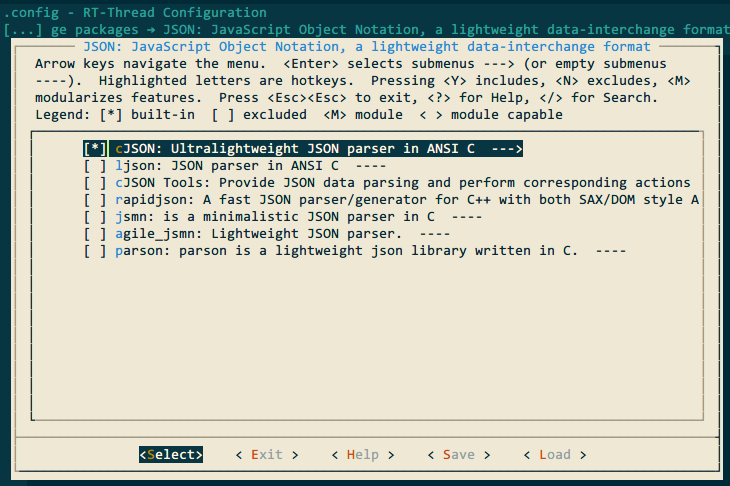 .config - RT-Thread Configuration
[...] ge packages → JSON: JavaScript Object Notation, a lightweight data-interchange format
JSON: JavaScript Object Notation, a lightweight data-interchange format
Arrow keys navigate the menu.  <Enter> selects submenus ---> (or empty submenus
----).  Highlighted letters are hotkeys.  Pressing <Y> includes, <N> excludes, <M>
modularizes features.  Press <Esc><Esc> to exit, <?> for Help, </> for Search.
Legend: [*] built-in  [ ] excluded  <M> module  < > module capable
[*] cJSON: Ultralightweight JSON parser in ANSI C  --->
[ ] ljson: JSON parser in ANSI C  ----
[ ] cJSON Tools: Provide JSON data parsing and perform corresponding actions
[ ] rapidjson: A fast JSON parser/generator for C++ with both SAX/DOM style A
[ ] jsmn: is a minimalistic JSON parser in C  ----
[ ] agile_jsmn: Lightweight JSON parser.  ----
[ ] parson: parson is a lightweight json library written in C.  ----
<Select>    < Exit >    < Help >    < Save >    < Load >